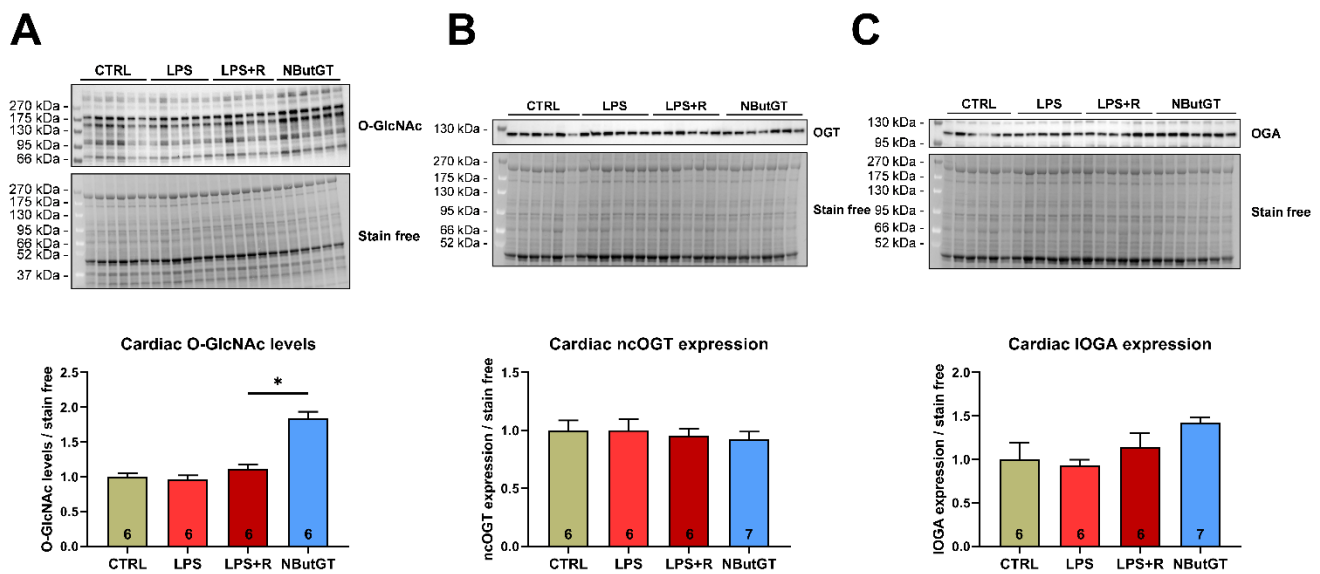 A
CTRL LPS LPS+R NButGT
270 kDa -
175 kDa -
130 kDa -
95 kDa -
66 kDa -
O-GlcNAc
270 kDa -
175 kDa -
130 kDa -
95 kDa -
66 kDa -
52 kDa -
37 kDa -
Stain free
Cardiac O-GlcNAc levels
O-GlcNAc levels / stain free
2.5
2.0
1.5
1.0
0.5
0.0
*
6 6 6 6
CTRL LPS LPS+R NButGT
B
CTRL LPS LPS+R NButGT
130 kDa -
OGT
270 kDa -
175 kDa -
130 kDa -
95 kDa -
66 kDa -
52 kDa -
Stain free
Cardiac ncOGT expression
ncOGT expression / stain free
1.5
1.0
0.5
0.0
6 6 6 7
CTRL LPS LPS+R NButGT
C
CTRL LPS LPS+R NButGT
130 kDa -
95 kDa -
OGA
270 kDa -
175 kDa -
130 kDa -
95 kDa -
66 kDa -
52 kDa -
Stain free
Cardiac lOGA expression
lOGA expression / stain free
2.0
1.5
1.0
0.5
0.0
6 6 6 7
CTRL LPS LPS+R NButGT